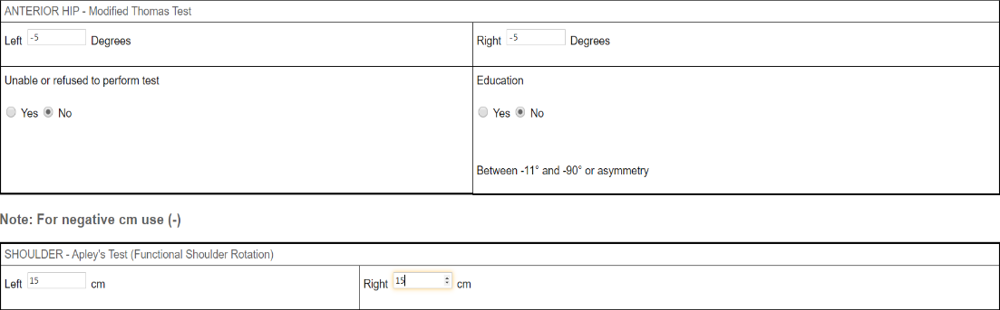 ANTERIOR HIP - Modified Thomas Test
Left -5 Degrees
Right -5 Degrees
Unable or refused to perform test
Yes No
Education
Yes No
Between -11° and -90° or asymmetry
Note: For negative cm use (-)
SHOULDER - Apley's Test (Functional Shoulder Rotation)
Left 15 cm
Right 15 cm